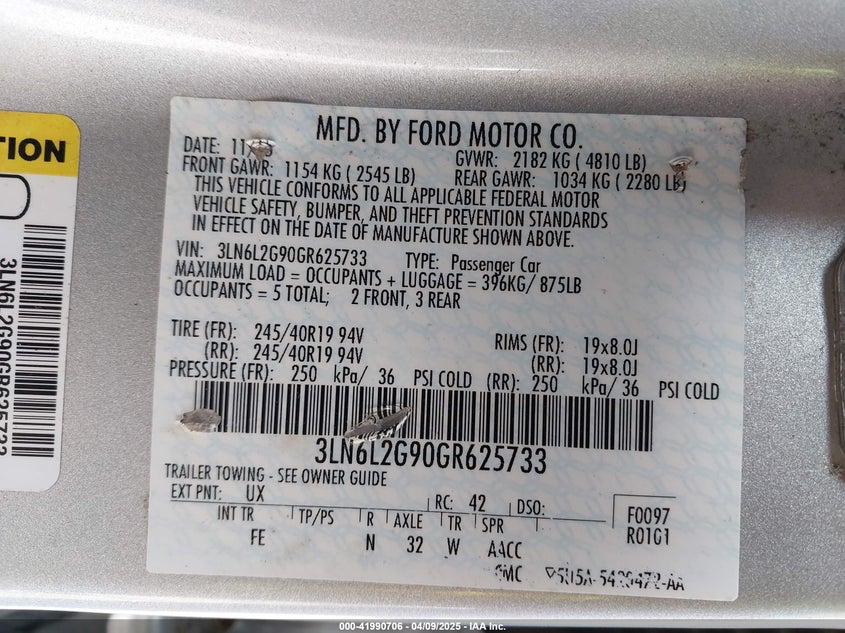 TION
3LN6L2G90GR625733
MFD. BY FORD MOTOR CO.
DATE: 11
GVWR: 2182 KG ( 4810 LB)
FRONT GAWR: 1154 KG ( 2545 LB)
REAR GAWR: 1034 KG ( 2280 LB)
THIS VEHICLE CONFORMS TO ALL APPLICABLE FEDERAL MOTOR
VEHICLE SAFETY, BUMPER, AND THEFT PREVENTION STANDARDS
IN EFFECT ON THE DATE OF MANUFACTURE SHOWN ABOVE.
VIN: 3LN6L2G90GR625733 TYPE: Passenger Car
MAXIMUM LOAD = OCCUPANTS + LUGGAGE = 396KG/ 875LB
OCCUPANTS = 5 TOTAL; 2 FRONT, 3 REAR
TIRE (FR): 245/40R19 94V RIMS (FR): 19x8.0J
(RR): 245/40R19 94V (RR): 19x8.0J
PRESSURE (FR): 250 kPa/ 36 PSI COLD (RR): 250 kPa/ 36 PSI COLD
3LN6L2G90GR625733
TRAILER TOWING - SEE OWNER GUIDE
EXT PNT: UX RC: 42 DSO: F0097
INT TR TP/PS R AXLE TR SPR R01G1
FE N 32 W AACC
000-41990706 - 04/09/2025 - IAA Inc.